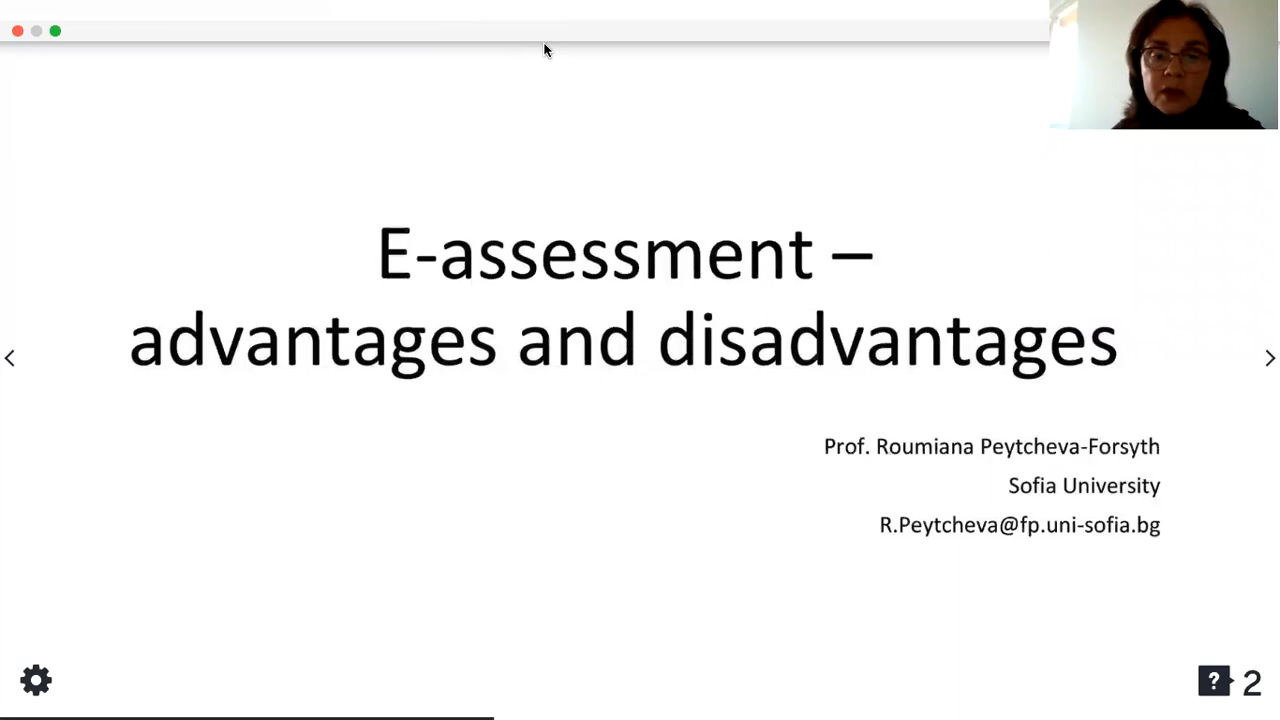 E-assessment –
advantages and disadvantages
Prof. Roumiana Peytcheva-Forsyth
Sofia University
R.Peytcheva@fp.uni-sofia.bg
? 2